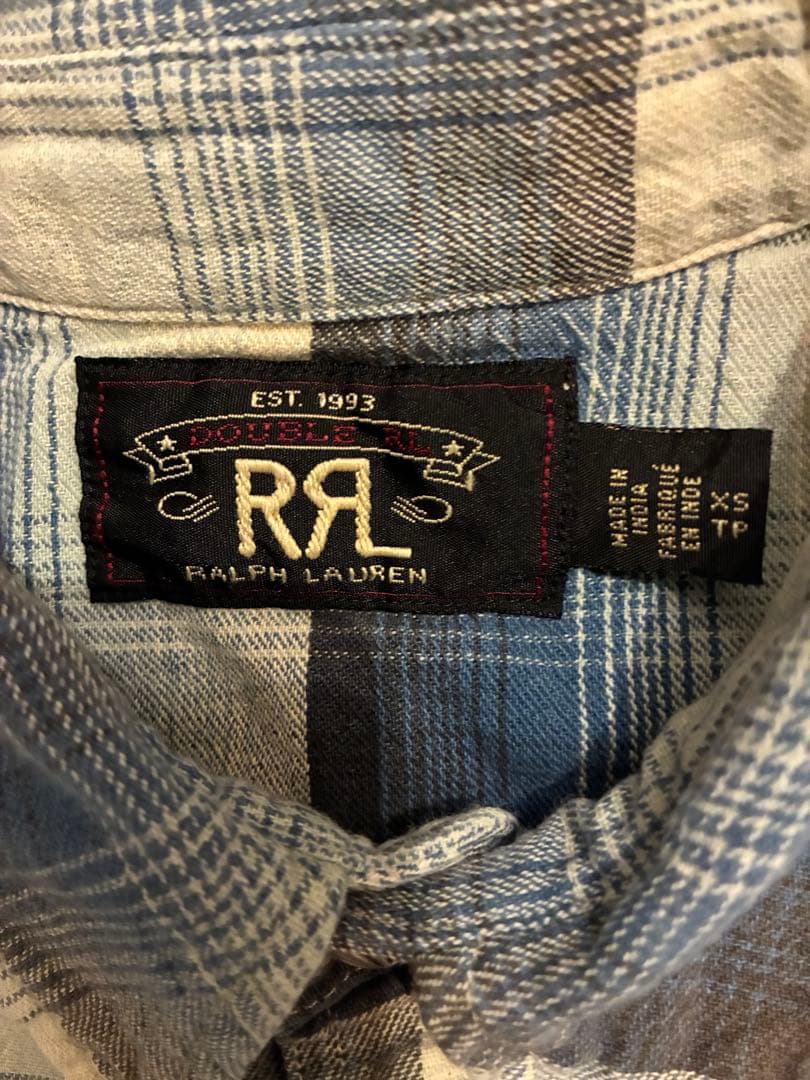 EST. 1993
DOUBLE RL
RRL
RALPH LAUREN
MADE IN
INDIA
FABRIQUÉ
EN INDE
XS
TP